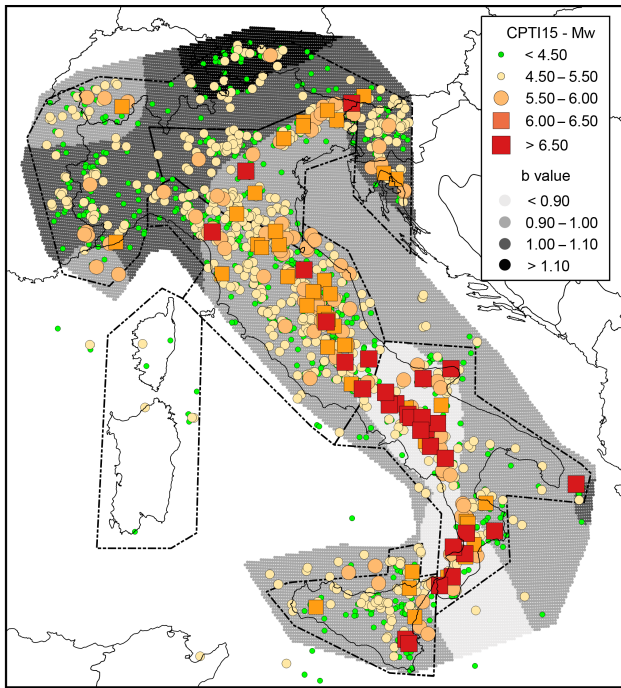 CPTI15 - Mw
< 4.50
4.50 – 5.50
5.50 – 6.00
6.00 – 6.50
> 6.50
b value
< 0.90
0.90 – 1.00
1.00 – 1.10
> 1.10